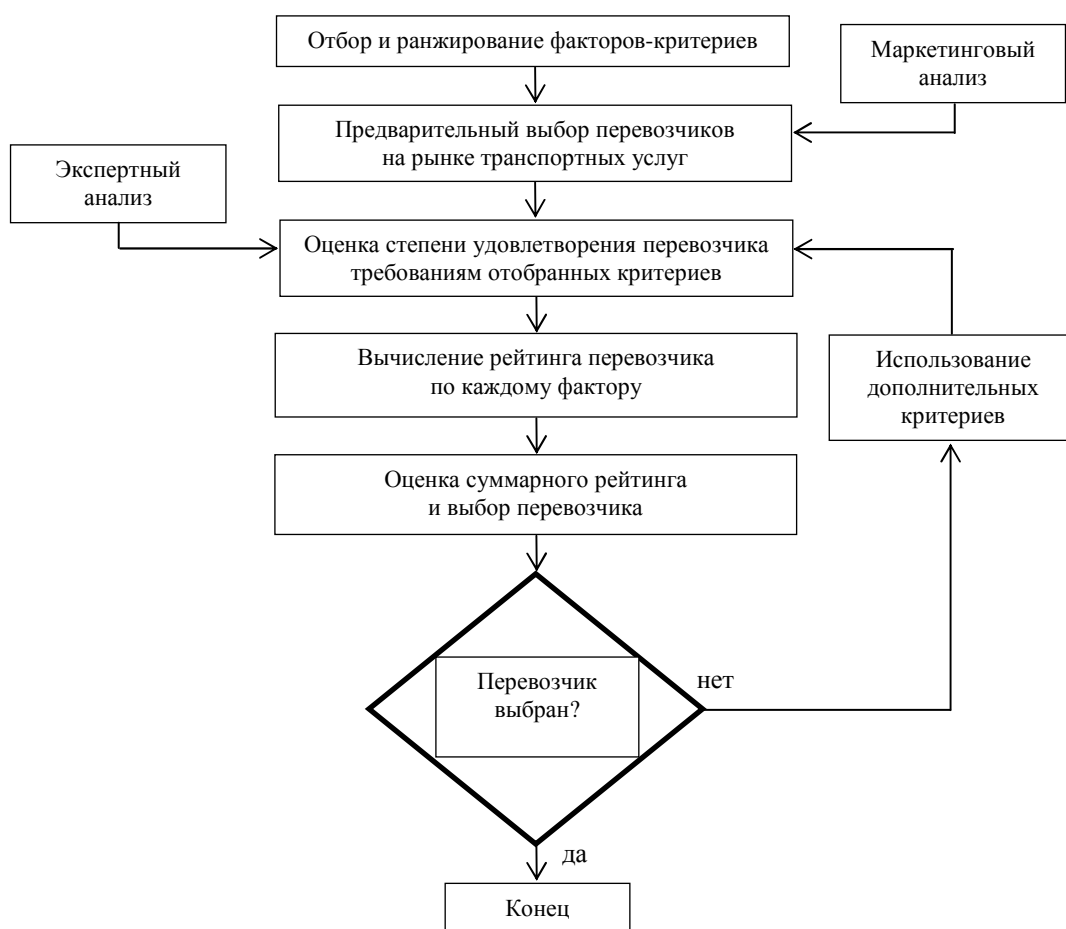 Отбор и ранжирование факторов-критериев
Маркетинговый
анализ
Предварительный выбор перевозчиков
на рынке транспортных услуг
Экспертный
анализ
Оценка степени удовлетворения перевозчика
требованиям отобранных критериев
Вычисление рейтинга перевозчика
по каждому фактору
Использование
дополнительных
критериев
Оценка суммарного рейтинга
и выбор перевозчика
Перевозчик
выбран?
нет
да
Конец